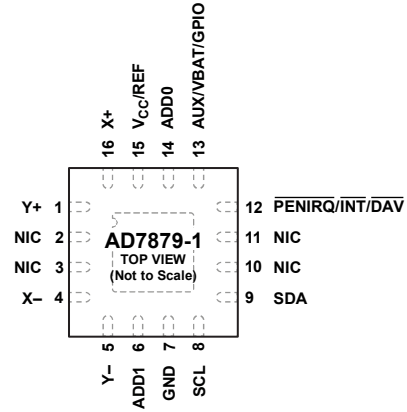 16 X+
15 VCC/REF
14 ADD0
13 AUX/VBAT/GPIO
Y+ 1
NIC 2
NIC 3
X– 4
AD7879-1
TOP VIEW
(Not to Scale)
12 PENIRQ/INT/DAV
11 NIC
10 NIC
9 SDA
Y– 5
ADD1 6
GND 7
SCL 8